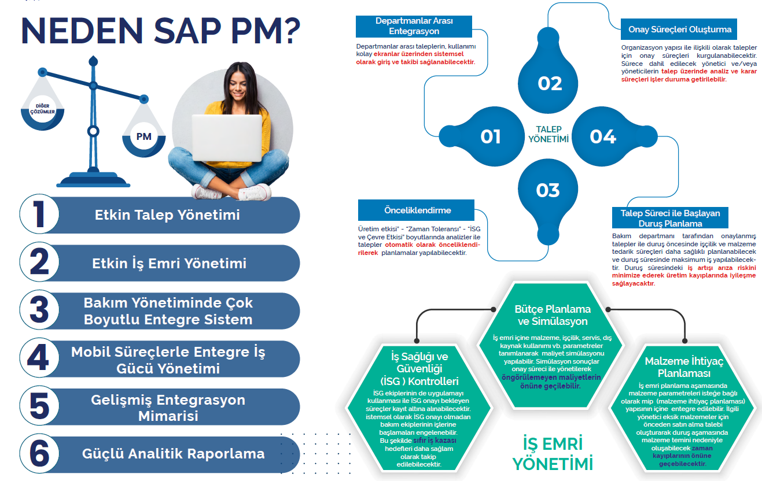 NEDEN SAP PM?
DİĞER
ÇÖZÜMLER
PM
1
Etkin Talep Yönetimi
2
Etkin İş Emri Yönetimi
3
Bakım Yönetiminde Çok
Boyutlu Entegre Sistem
4
Mobil Süreçlerle Entegre İş
Gücü Yönetimi
5
Gelişmiş Entegrasyon
Mimarisi
6
Güçlü Analitik Raporlama
Departmanlar Arası
Entegrasyon
Departmanlar arası taleplerin, kullanımı
kolay ekranlar üzerinden sistemsel
olarak giriş ve takibi sağlanabilecektir.
Onay Süreçleri Oluşturma
Organizasyon yapısı ile ilişkili olarak talepler
için onay süreçleri kurgulanabilecektir.
Sürece dahil edilecek yönetici ve/veya
yöneticilerin talep üzerinde analiz ve karar
süreçleri işler duruma getirilebilir.
02
01
TALEP
YÖNETİMİ
04
03
Önceliklendirme
Üretim etkisi" - "Zaman Toleransı" - "İSG
ve Çevre Etkisi" boyutlarında analizler ile
talepler otomatik olarak önceliklendi-
rilerek planlamalar yapılabilecektir.
Talep Süreci ile Başlayan
Duruş Planlama
Bakım departmanı tarafından onaylanmış
talepler ile duruş öncesinde işçilik ve malzeme
tedarik süreçleri daha sağlıklı planlanabilecek
ve duruş süresinde maksimum iş yapılabilecek-
tir. Duruş süresindeki iş artışı arıza riskini
minimize ederek üretim kayıplarında iyileşme
sağlayacaktır.
Bütçe Planlama
ve Simülasyon
İş emri içine malzeme, işçilik, servis, dış
kaynak kullanımı vb. parametreler
tanımlanarak maliyet simülasyonu
yapılabilir. Simülasyon sonuçlar
onay süreci ile yönetilerek
öngörülemeyen maliyetlerin
önüne geçilebilir.
İş Sağlığı ve
Güvenliği
(İSG ) Kontrolleri
İSG ekiplerinin de uygulamayı
kullanması ile İSG onayı bekleyen
süreçler kayıt altına alınabilecektir.
istemsel olarak İSG onayı olmadan
bakım ekiplerinin işlerine
başlamaları engelenebilir.
Bu şekilde sıfır iş kazası
hedefleri daha sağlam
olarak takip
edilebilecektir.
Malzeme İhtiyaç
Planlaması
İş emri planlama aşamasında
malzeme parametreleri isteğe bağlı
olarak mip (malzeme ihtiyaç planlaması)
yapısının içine entegre edilebilir. İlgili
yönetici eksik malzemeler için
önceden satın alma talebi
oluşturarak duruş aşamasında
malzeme temini nedeniyle
oluşabilecek zaman
kayıplarının önüne
geçebilecektir.
İŞ EMRİ
YÖNETİMİ